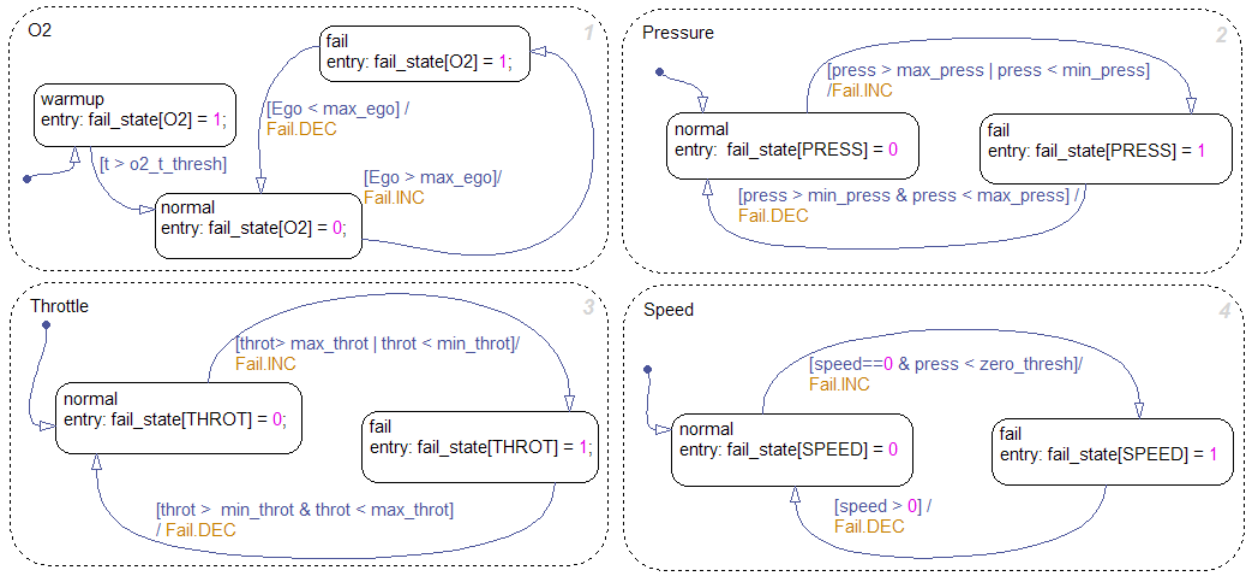 O2
1
fail
entry: fail_state[O2] = 1;
warmup
entry: fail_state[O2] = 1;
[Ego < max_ego] /
Fail.DEC
[t > o2_t_thresh]
[Ego > max_ego]/
Fail.INC
normal
entry: fail_state[O2] = 0;
Pressure
2
[press > max_press | press < min_press]
/Fail.INC
normal
entry:  fail_state[PRESS] = 0
fail
entry: fail_state[PRESS] = 1
[press > min_press & press < max_press] /
Fail.DEC
Throttle
3
[throt> max_throt | throt < min_throt]/
Fail.INC
normal
entry: fail_state[THROT] = 0;
fail
entry: fail_state[THROT] = 1;
[throt >  min_throt & throt < max_throt]
/ Fail.DEC
Speed
4
[speed==0 & press < zero_thresh]/
Fail.INC
normal
entry: fail_state[SPEED] = 0
fail
entry: fail_state[SPEED] = 1
[speed > 0] /
Fail.DEC